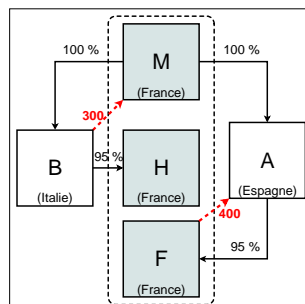 100 %
M
(France)
100 %
300
B
(Italie)
95 %
H
(France)
A
(Espagne)
400
F
(France)
95 %